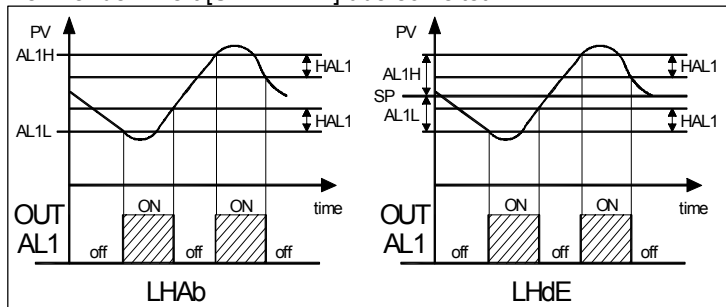 PV
AL1H
HAL1
AL1L
HAL1
time
OUT
AL1
off
ON
off
ON
off
LHAb
PV
AL1H
HAL1
SP
AL1L
HAL1
time
OUT
AL1
off
ON
off
ON
off
LHdE